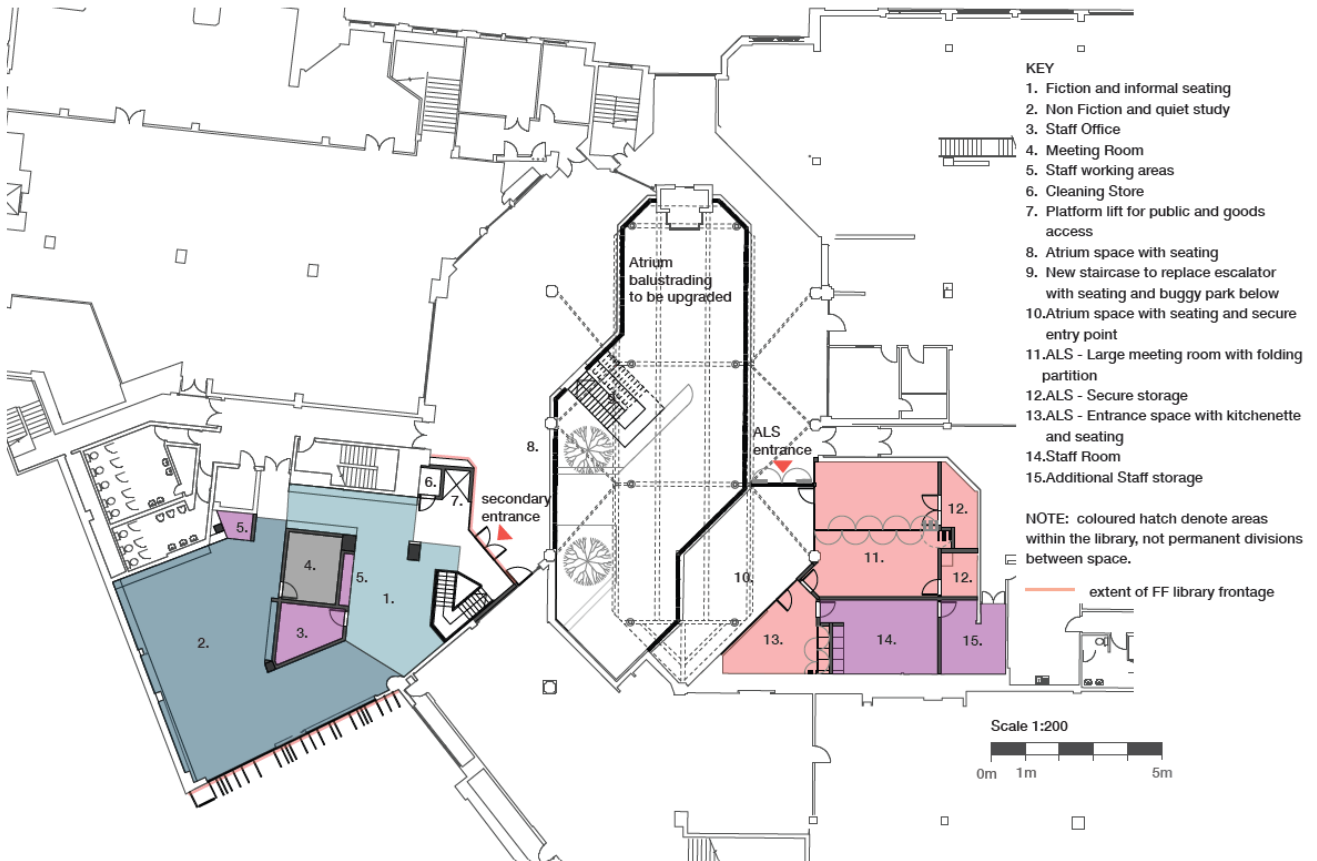 KEY
1. Fiction and informal seating
2. Non Fiction and quiet study
3. Staff Office
4. Meeting Room
5. Staff working areas
6. Cleaning Store
7. Platform lift for public and goods
access
8. Atrium space with seating
9. New staircase to replace escalator
with seating and buggy park below
10.Atrium space with seating and secure
entry point
11.ALS - Large meeting room with folding
partition
12.ALS - Secure storage
13.ALS - Entrance space with kitchenette
and seating
14.Staff Room
15.Additional Staff storage
NOTE: coloured hatch denote areas
within the library, not permanent divisions
between space.
extent of FF library frontage
Atrium
balustrading
to be upgraded
9.
8.
ALS
entrance
6.
7.
secondary
entrance
5.
4.
5.
1.
3.
2.
10.
11.
12.
12.
13.
14.
15.
Scale 1:200
0m 1m 5m